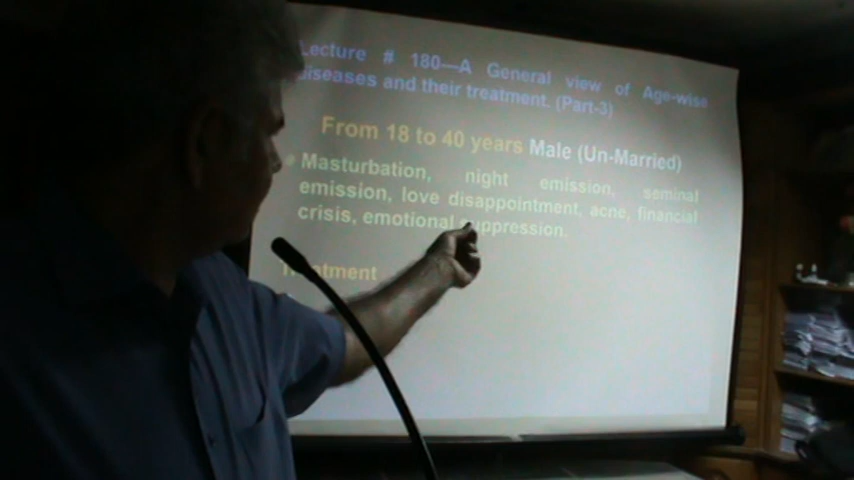 Lecture # 180—A General view of Age-wise
diseases and their treatment. (Part-3)
From 18 to 40 years Male (Un-Married)
Masturbation, night emission, seminal
emission, love disappointment, acne, financial
crisis, emotional suppression.
Treatment